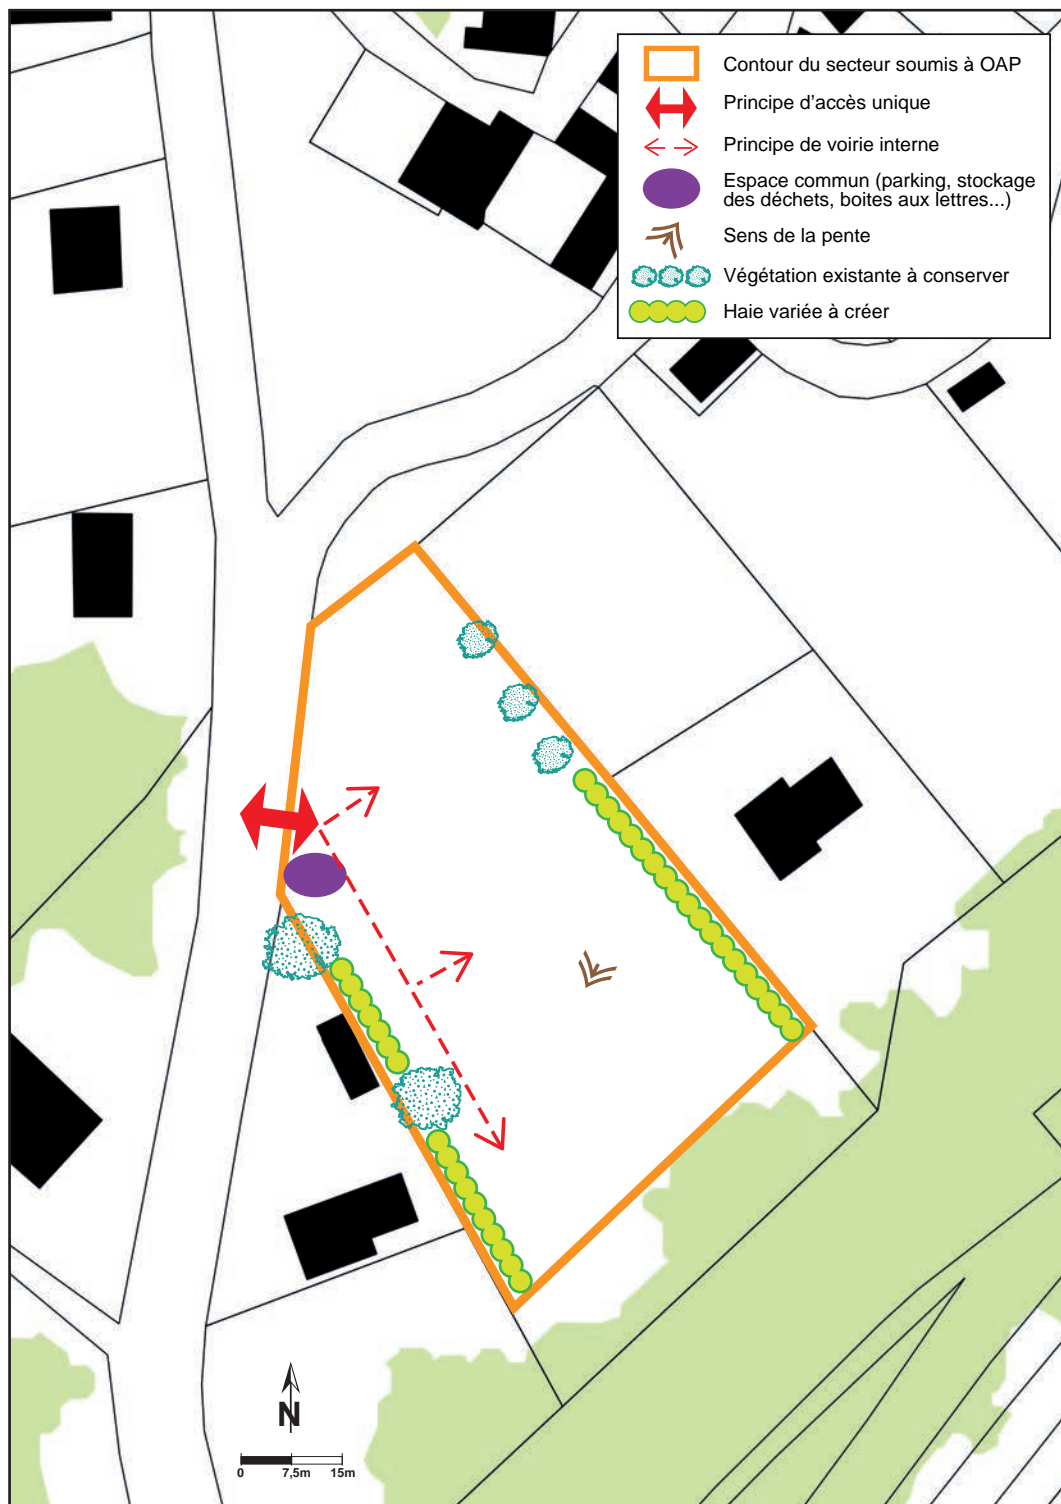 Contour du secteur soumis à OAP
Principe d'accès unique
Principe de voirie interne
Espace commun (parking, stockage
des déchets, boites aux lettres...)
Sens de la pente
Végétation existante à conserver
Haie variée à créer
N
0 7,5m 15m